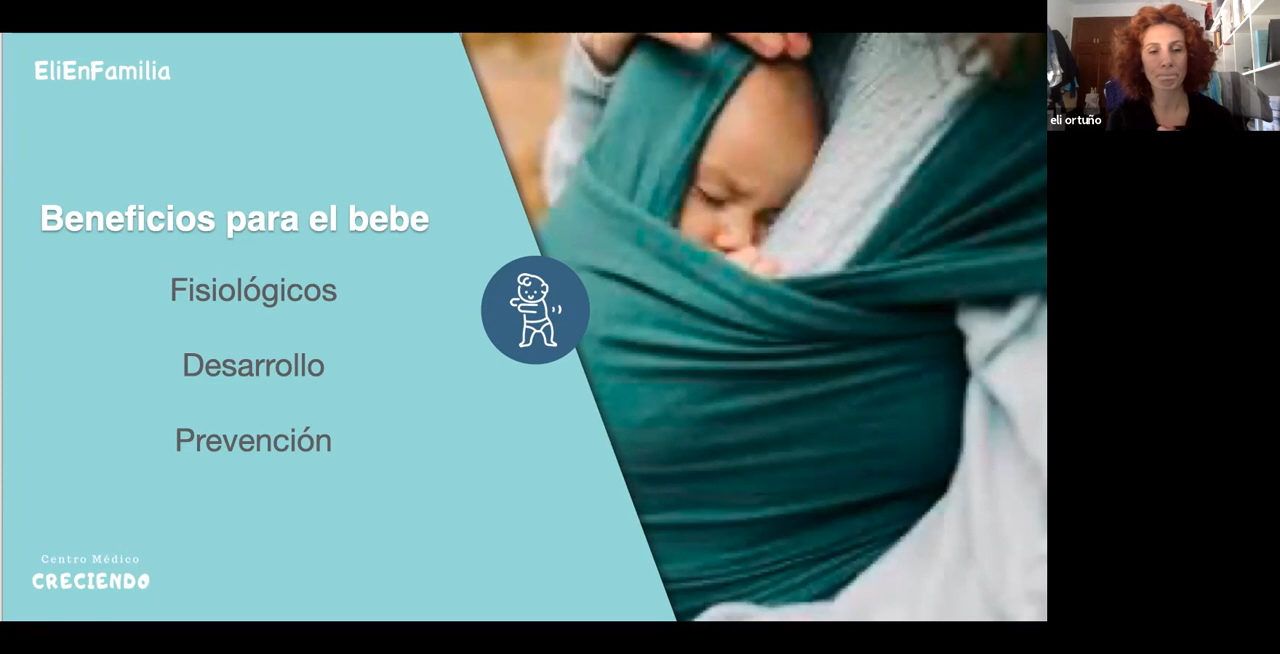 EliEnFamilia
Beneficios para el bebe
Fisiológicos
Desarrollo
Prevención
Centro Médico
CRECIENDO
eli ortuño